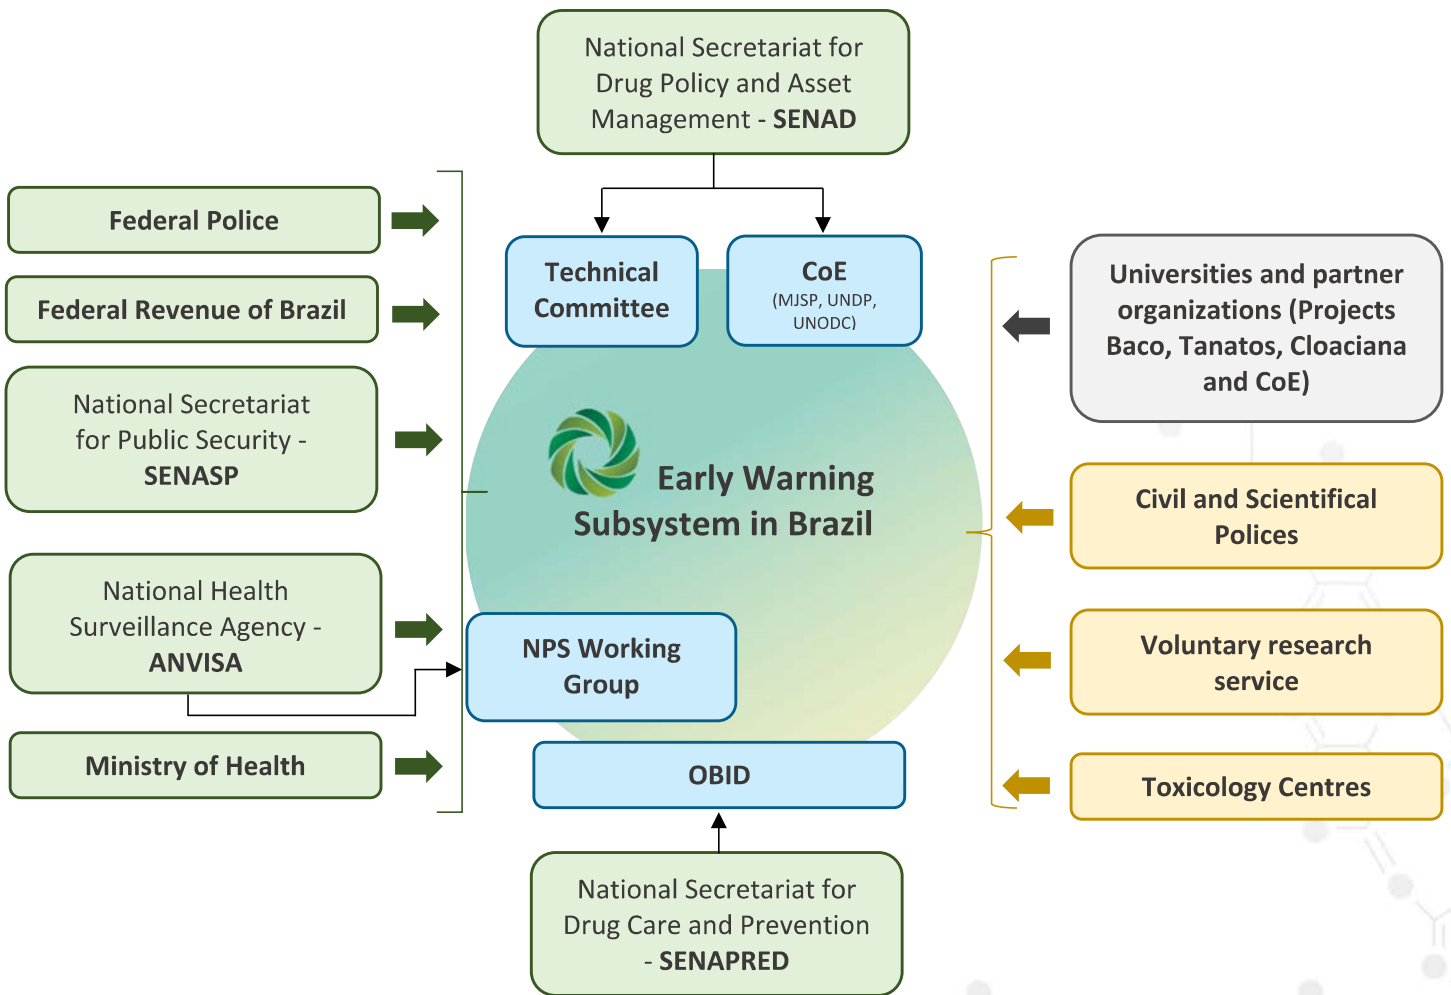 National Secretariat for
Drug Policy and Asset
Management - SENAD
Federal Police
Federal Revenue of Brazil
National Secretariat
for Public Security -
SENASP
National Health
Surveillance Agency -
ANVISA
Ministry of Health
Technical
Committee
CoE
(MJSP, UNDP,
UNODC)
Early Warning
Subsystem in Brazil
NPS Working
Group
OBID
National Secretariat for
Drug Care and Prevention
- SENAPRED
Universities and partner
organizations (Projects
Baco, Tanatos, Cloaciana
and CoE)
Civil and Scientifical
Polices
Voluntary research
service
Toxicology Centres